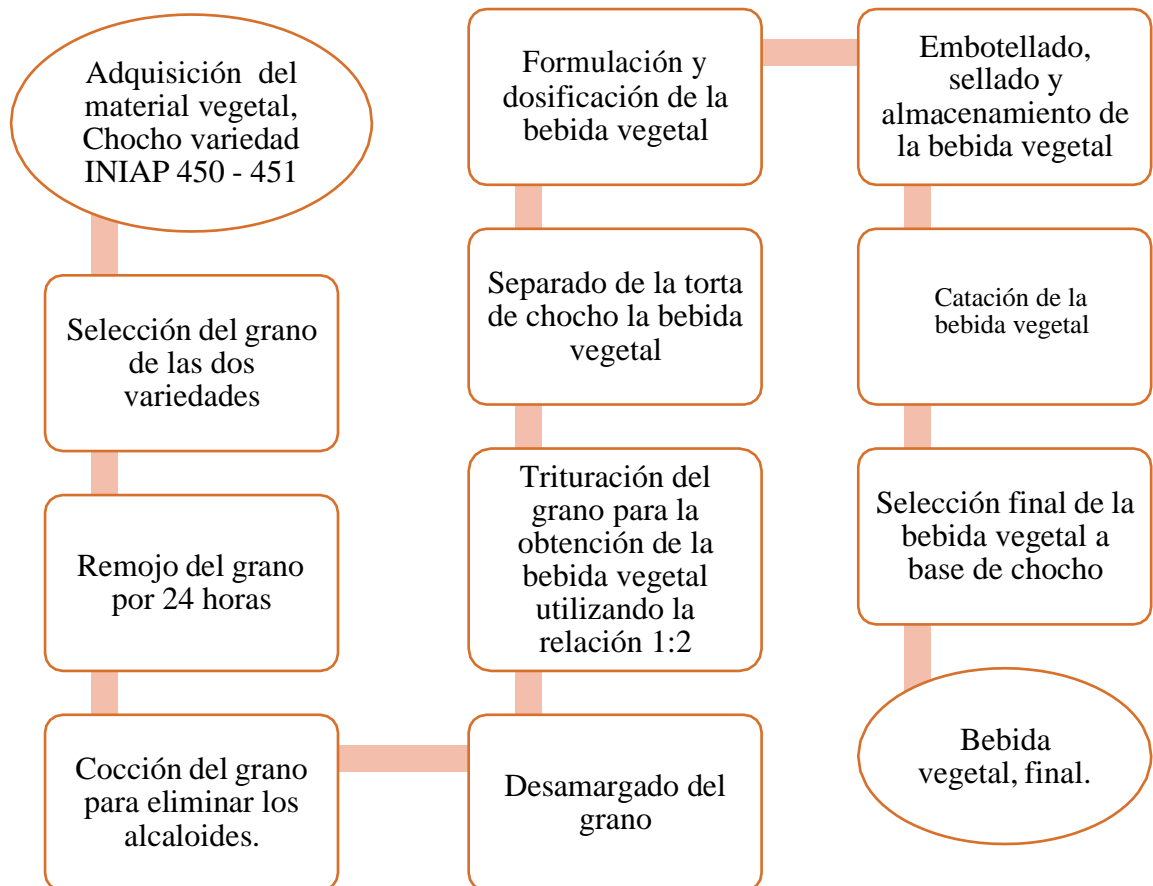 Adquisición del
material vegetal,
Chocho variedad
INIAP 450 - 451
Selección del grano
de las dos
variedades
Remojo del grano
por 24 horas
Cocción del grano
para eliminar los
alcaloides.
Desamargado del
grano
Trituración del
grano para la
obtención de la
bebida vegetal
utilizando la
relación 1:2
Separado de la torta
de chocho la bebida
vegetal
Formulación y
dosificación de la
bebida vegetal
Embotellado,
sellado y
almacenamiento de
la bebida vegetal
Catación de la
bebida vegetal
Selección final de la
bebida vegetal a
base de chocho
Bebida
vegetal, final.